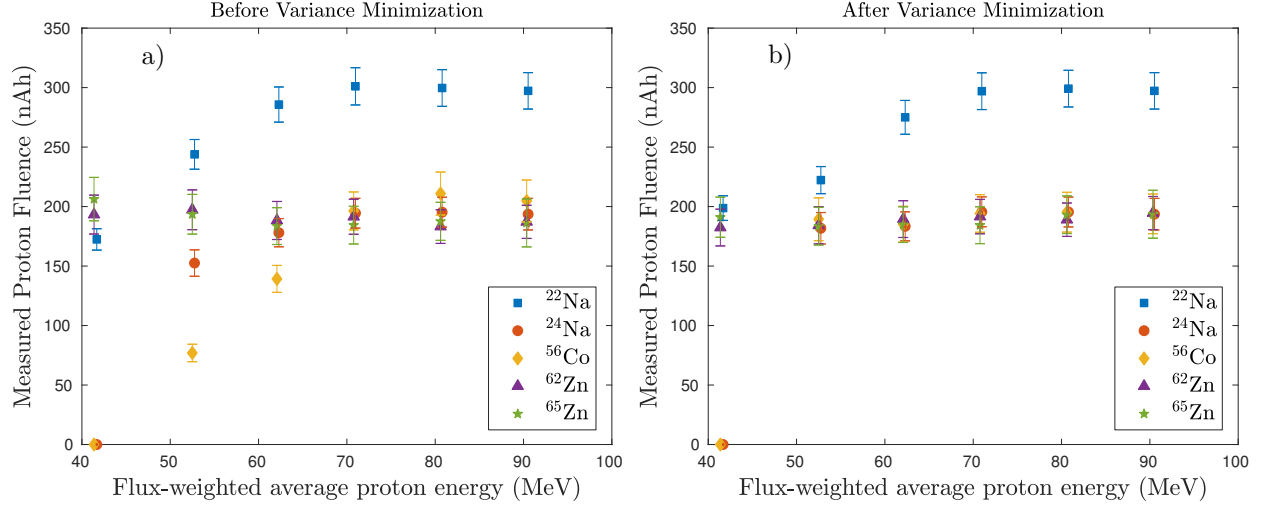 Before Variance Minimization
a)
Measured Proton Fluence (nAh)
350
300
250
200
150
100
50
0
40 50 60 70 80 90 100
Flux-weighted average proton energy (MeV)
22Na
24Na
56Co
62Zn
65Zn
After Variance Minimization
b)
Measured Proton Fluence (nAh)
350
300
250
200
150
100
50
0
40 50 60 70 80 90 100
Flux-weighted average proton energy (MeV)
22Na
24Na
56Co
62Zn
65Zn